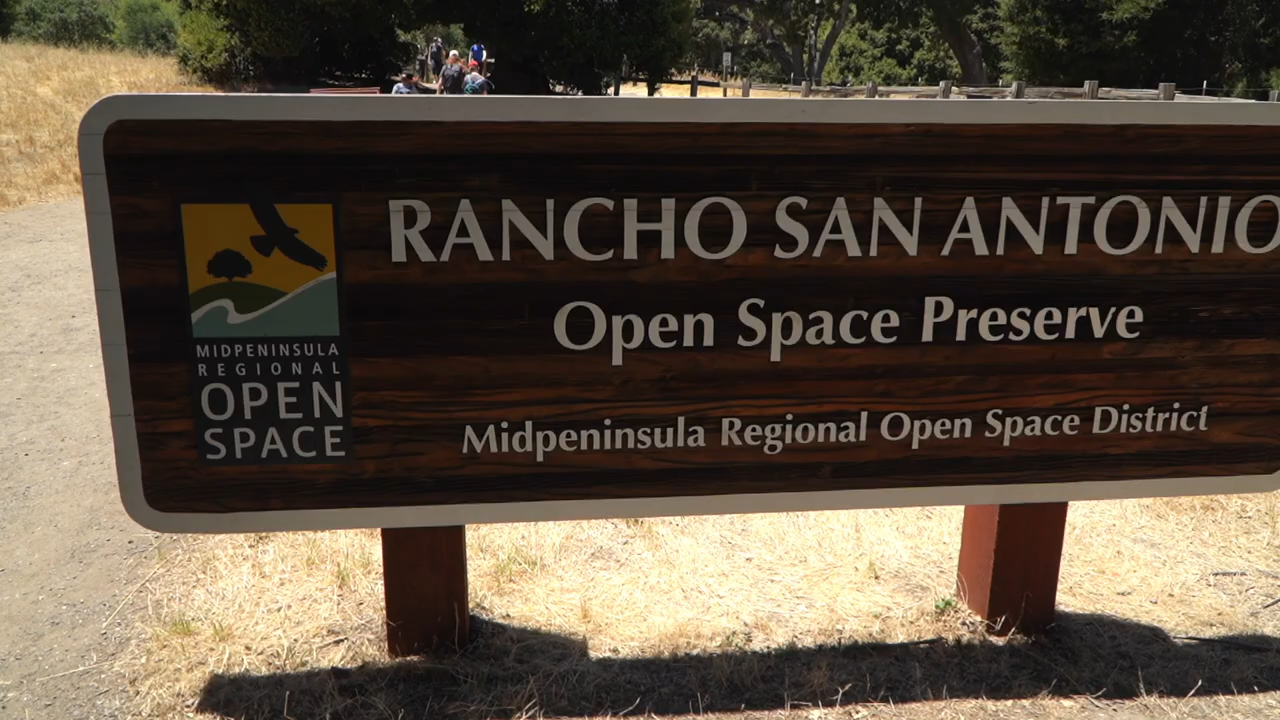 RANCHO SAN ANTONIO
Open Space Preserve
Midpeninsula Regional Open Space District
MIDPENINSULA
REGIONAL
OPEN
SPACE